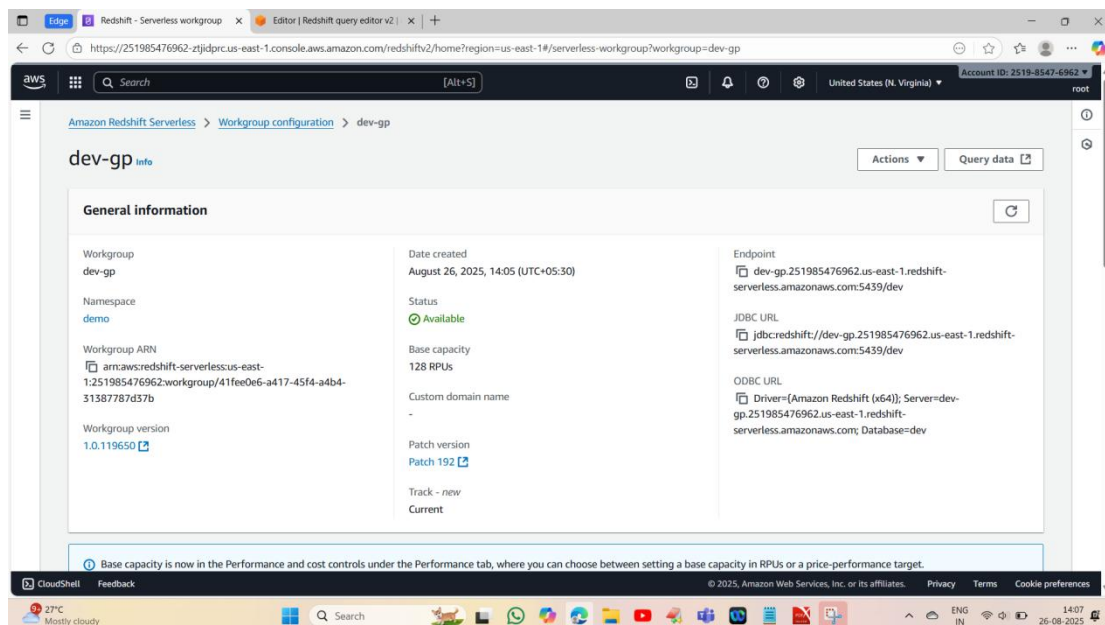 Edge
Redshift - Serverless workgroup
Editor | Redshift query editor v2 |
https://251985476962-ztjidprc.us-east-1.console.aws.amazon.com/redshiftv2/home?region=us-east-1#/serverless-workgroup?workgroup=dev-gp
aws
Search
[Alt+S]
United States (N. Virginia)
Account ID: 2519-8547-6962
root
Amazon Redshift Serverless > Workgroup configuration > dev-gp
dev-gp Info
Actions
Query data
General information
Workgroup
dev-gp
Namespace
demo
Workgroup ARN
arn:aws:redshift-serverless:us-east-
1:251985476962:workgroup/41fee0e6-a417-45f4-a4b4-
31387787d37b
Workgroup version
1.0.119650
Date created
August 26, 2025, 14:05 (UTC+05:30)
Status
Available
Base capacity
128 RPUs
Custom domain name
-
Patch version
Patch 192
Track - new
Current
Endpoint
dev-gp.251985476962.us-east-1.redshift-
serverless.amazonaws.com:5439/dev
JDBC URL
jdbc:redshift://dev-gp.251985476962.us-east-1.redshift-
serverless.amazonaws.com:5439/dev
ODBC URL
Driver={Amazon Redshift (x64)}; Server=dev-
gp.251985476962.us-east-1.redshift-
serverless.amazonaws.com; Database=dev
Base capacity is now in the Performance and cost controls under the Performance tab, where you can choose between setting a base capacity in RPUs or a price-performance target.
CloudShell
Feedback
© 2025, Amazon Web Services, Inc. or its affiliates.
Privacy
Terms
Cookie preferences
27°C
Mostly cloudy
Search
ENG
IN
14:07
26-08-2025